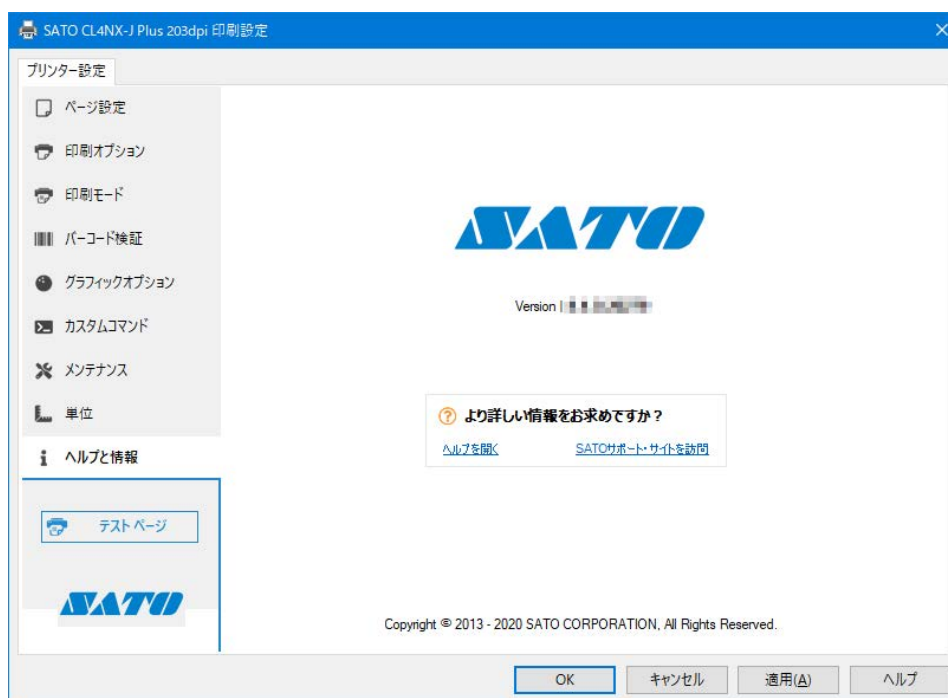 SATO CL4NX-J Plus 203dpi 印刷設定
プリンター設定
ページ設定
印刷オプション
印刷モード
バーコード検証
グラフィックオプション
カスタムコマンド
メンテナンス
単位
ヘルプと情報
テスト ページ
SATO
SATO
Version
より詳しい情報をお求めですか？
ヘルプを開く SATOサポート・サイトを訪問
Copyright © 2013 - 2020 SATO CORPORATION, All Rights Reserved.
OK キャンセル 適用(A) ヘルプ